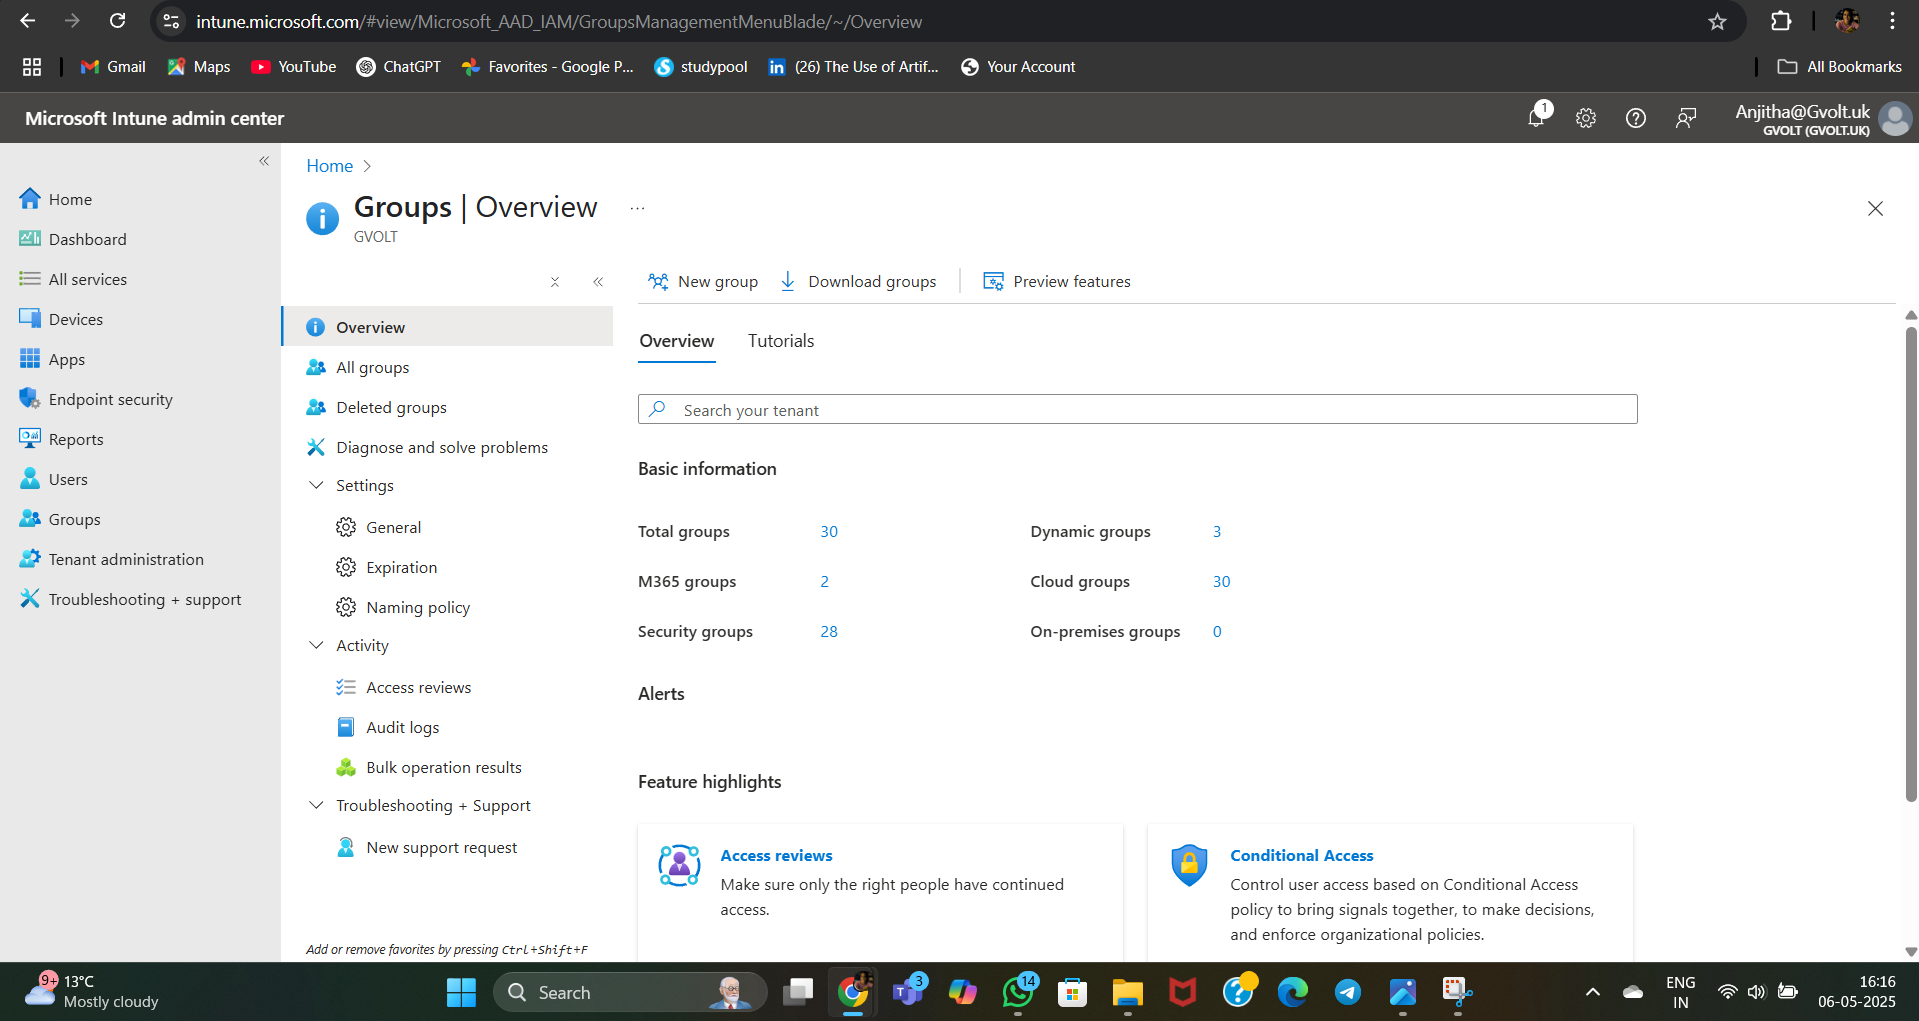 intune.microsoft.com/#view/Microsoft_AAD_IAM/GroupsManagementMenuBlade/~/Overview
Gmail
Maps
YouTube
ChatGPT
Favorites - Google P...
studypool
(26) The Use of Artif...
Your Account
All Bookmarks
Microsoft Intune admin center
1
Anjitha@Gvolt.uk
GVOLT (GVOLT.UK)
Home
Dashboard
All services
Devices
Apps
Endpoint security
Reports
Users
Groups
Tenant administration
Troubleshooting + support
Home
Groups | Overview
GVOLT
Overview
All groups
Deleted groups
Diagnose and solve problems
Settings
General
Expiration
Naming policy
Activity
Access reviews
Audit logs
Bulk operation results
Troubleshooting + Support
New support request
Add or remove favorites by pressing Ctrl+Shift+F
New group
Download groups
Preview features
Overview
Tutorials
Search your tenant
Basic information
Total groups 30
Dynamic groups 3
M365 groups 2
Cloud groups 30
Security groups 28
On-premises groups 0
Alerts
Feature highlights
Access reviews
Make sure only the right people have continued
access.
Conditional Access
Control user access based on Conditional Access
policy to bring signals together, to make decisions,
and enforce organizational policies.
9+
13°C
Mostly cloudy
Search
3
14
ENG
IN
16:16
06-05-2025